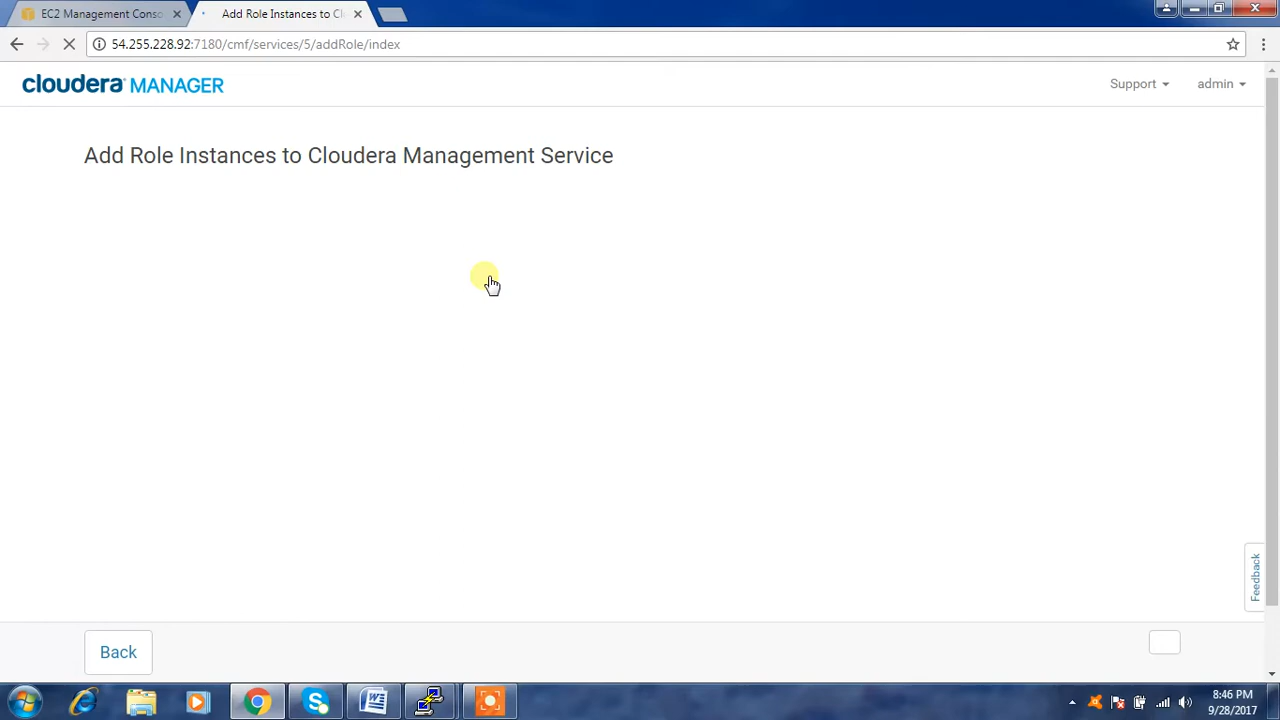 EC2 Management Conso
Add Role Instances to Cl
54.255.228.92:7180/cmf/services/5/addRole/index
cloudera MANAGER
Support
admin
Add Role Instances to Cloudera Management Service
Feedback
Back
8:46 PM
9/28/2017